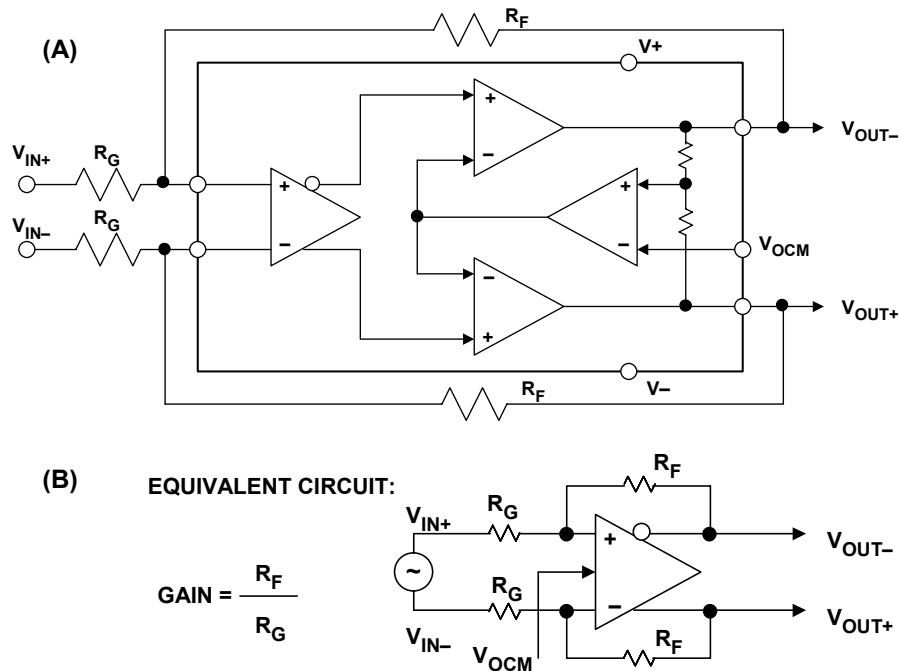 (A)
R_F
V+
V_IN+
R_G
+
+
−
V_OUT−
V_IN−
R_G
+
−
+
−
V_OCM
−
+
V_OUT+
R_F
V−
(B)
EQUIVALENT CIRCUIT:
R_F
V_IN+
R_G
+
V_OUT−
~
GAIN = R_F
R_G
R_G
−
V_OUT+
V_IN−
V_OCM
R_F